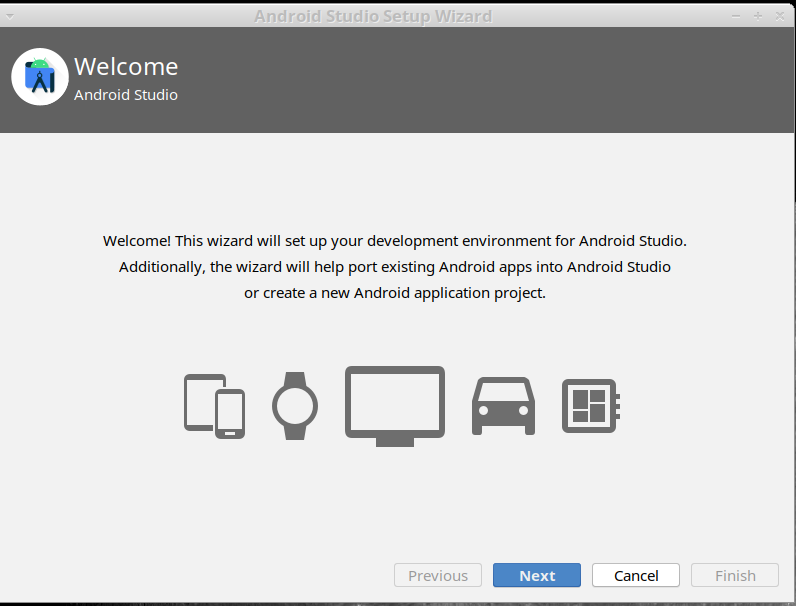 Android Studio Setup Wizard
Welcome
Android Studio
Welcome! This wizard will set up your development environment for Android Studio.
Additionally, the wizard will help port existing Android apps into Android Studio
or create a new Android application project.
Previous Next Cancel Finish